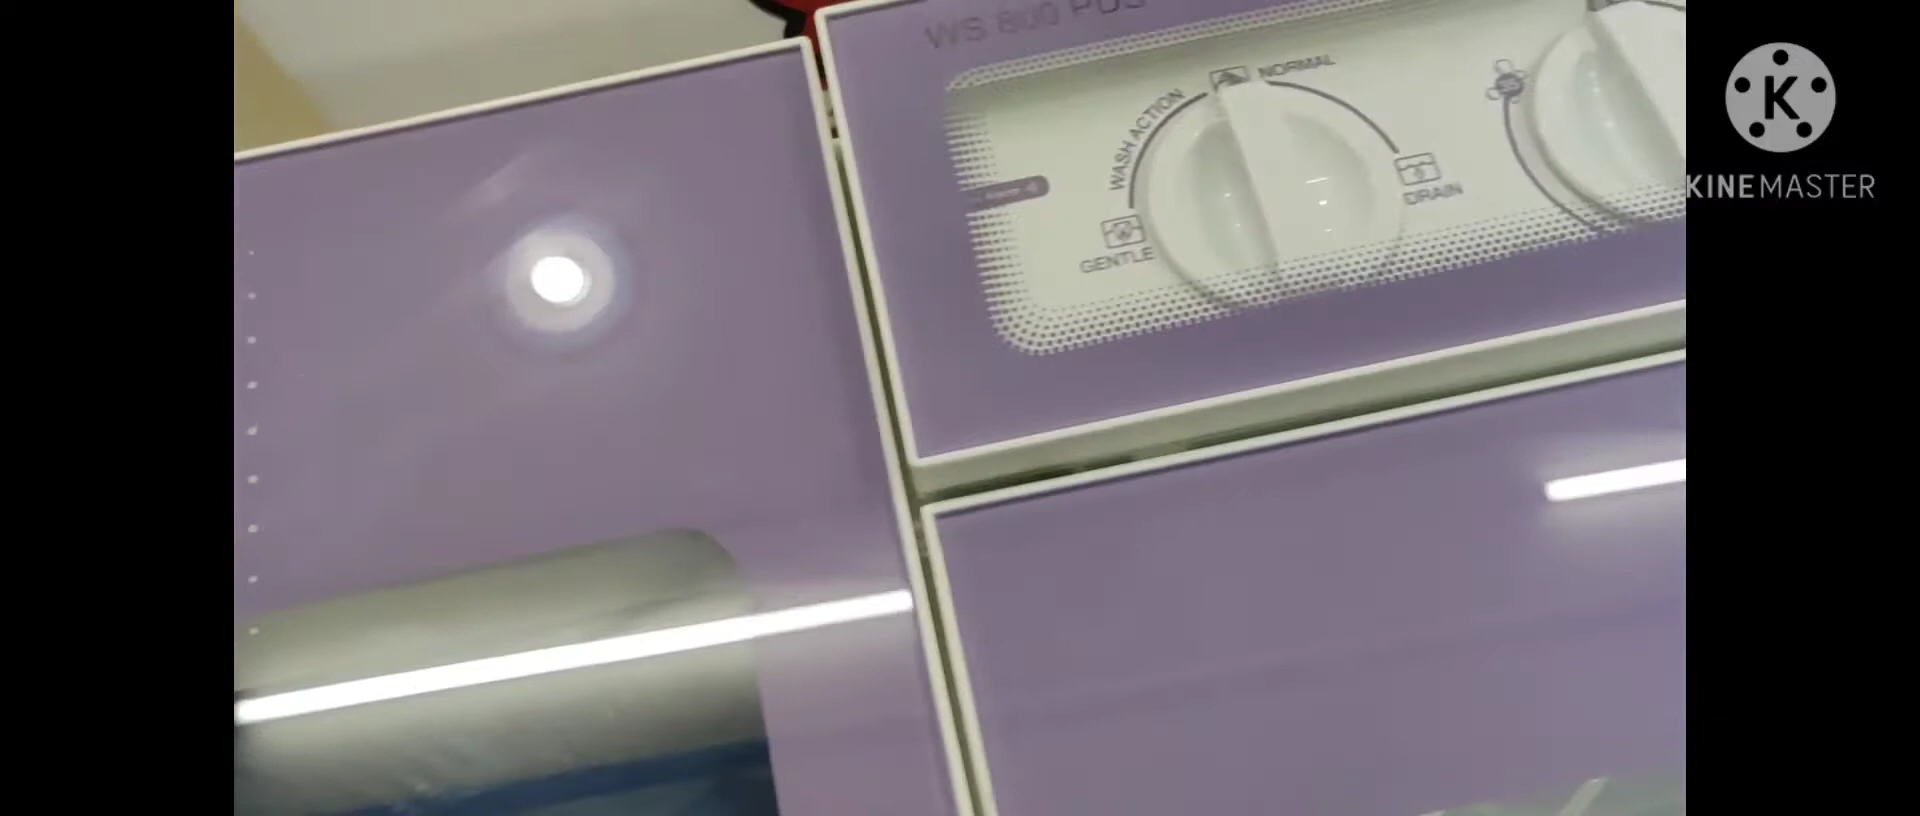 WS 800 PDS
NORMAL
WASH ACTION
DRAIN
GENTLE
K
KINEMASTER